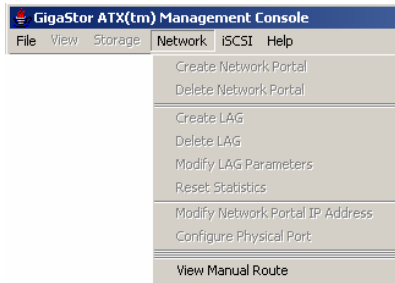 GigaStor ATX(tm) Management Console
File View Storage Network iSCSI Help
Create Network Portal
Delete Network Portal
Create LAG
Delete LAG
Modify LAG Parameters
Reset Statistics
Modify Network Portal IP Address
Configure Physical Port
View Manual Route